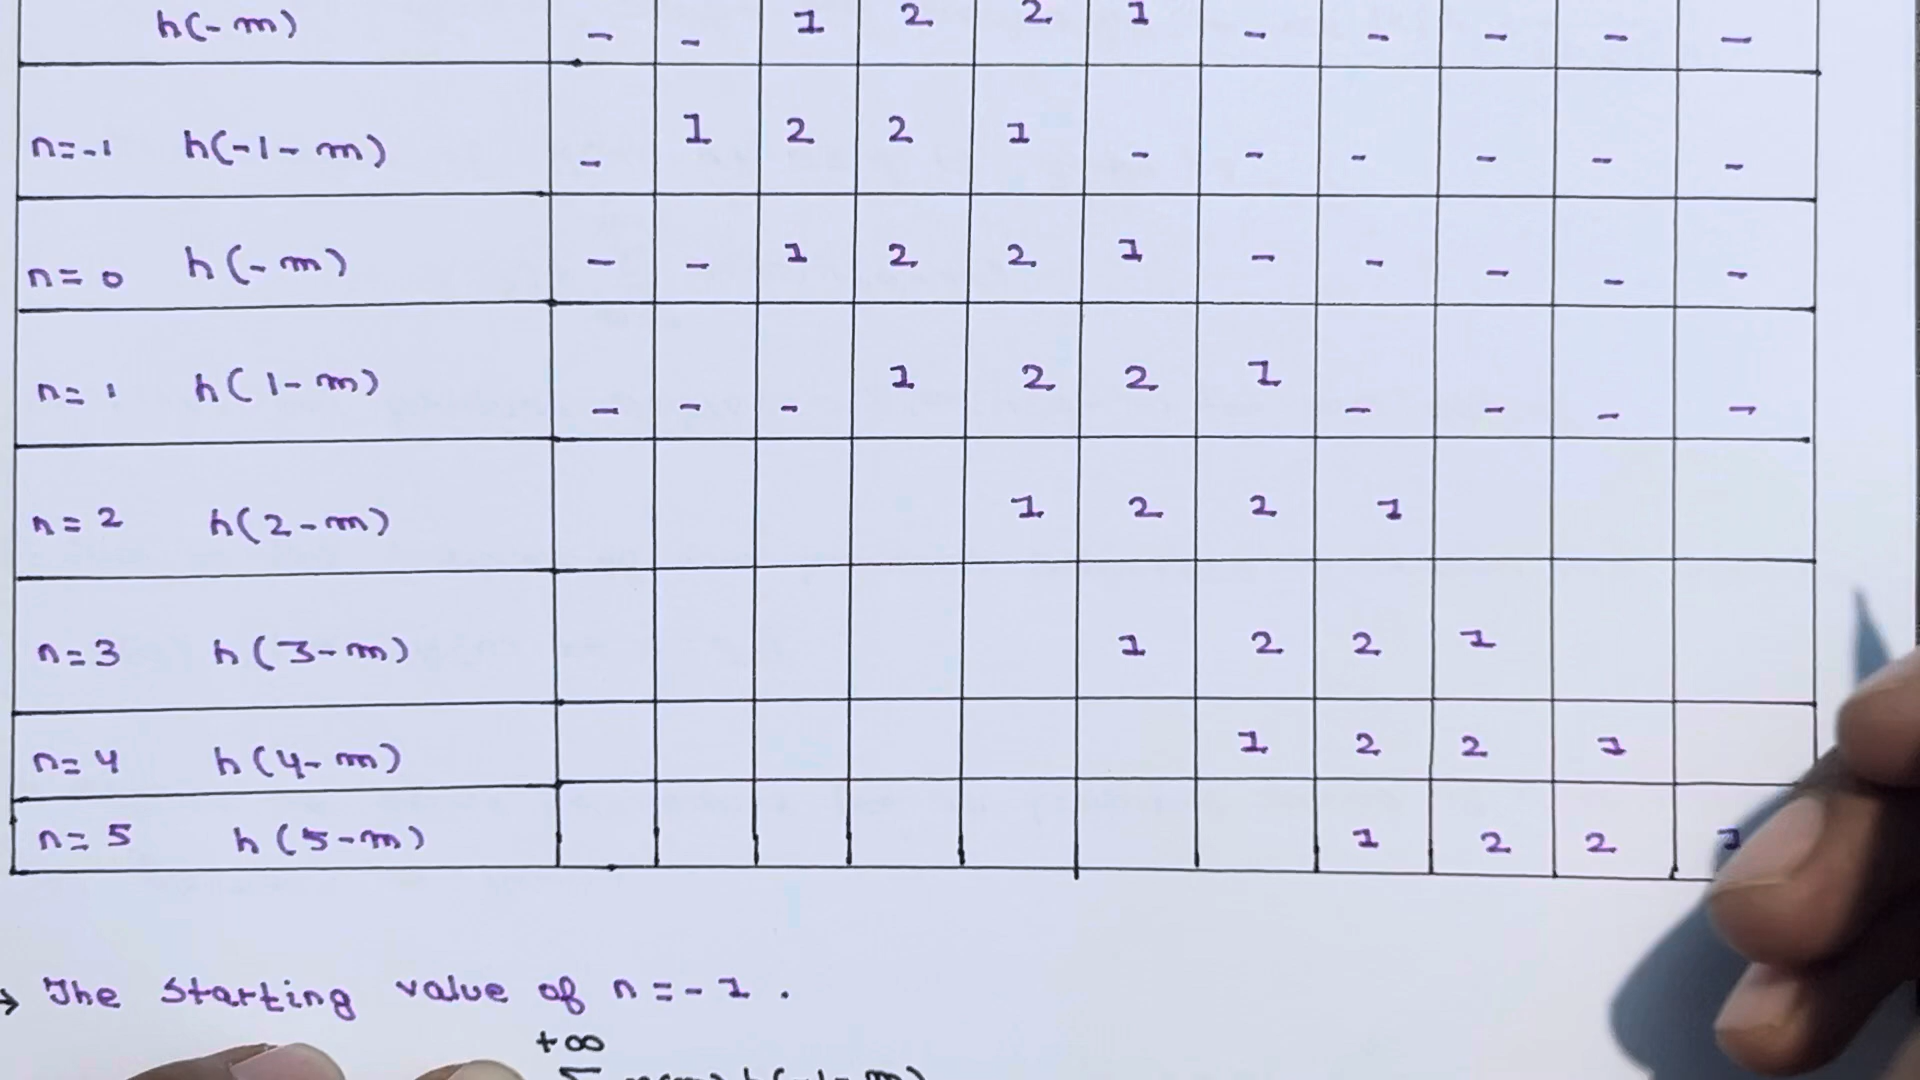 h(-m) - - 1 2 2 1 - - - - -
n=-1 h(-1-m) - 1 2 2 1 - - - - - -
n=0 h(-m) - - 1 2 2 1 - - - - -
n=1 h(1-m) - - - 1 2 2 1 - - - -
n=2 h(2-m) 1 2 2 1
n=3 h(3-m) 1 2 2 1
n=4 h(4-m) 1 2 2 1
n=5 h(5-m) 1 2 2 1
→ The starting value of n=-1.
+∞